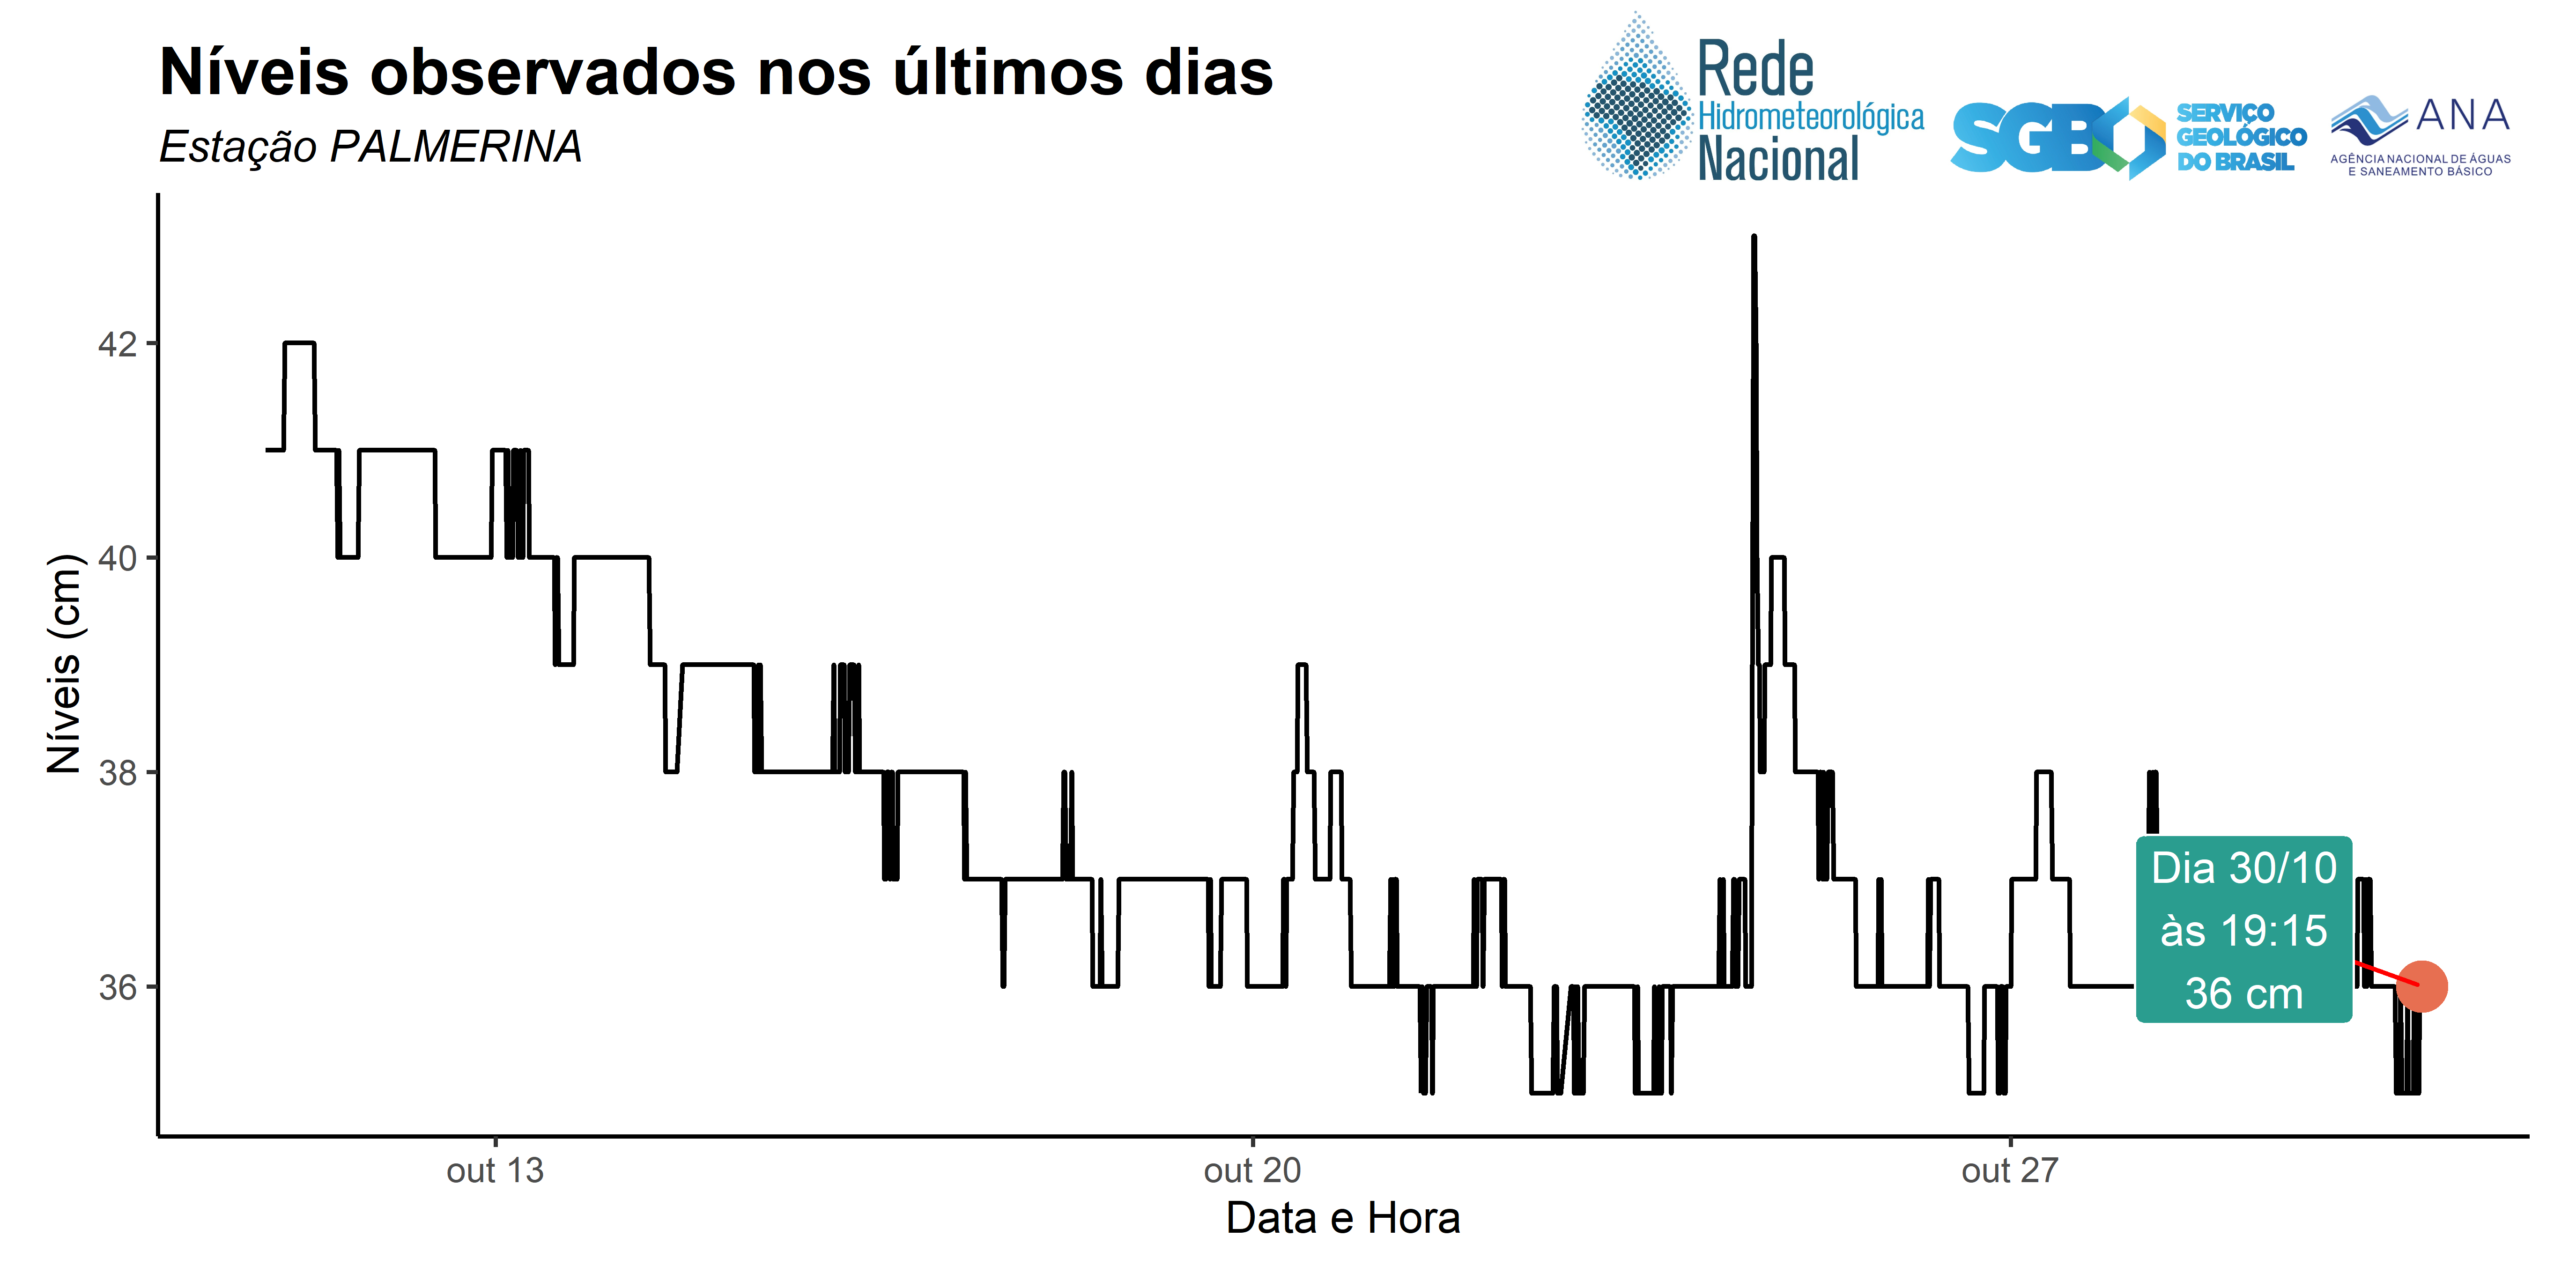 Níveis observados nos últimos dias
Estação PALMERINA
Rede
Hidrometeorológica
Nacional
SGB
SERVIÇO
GEOLÓGICO
DO BRASIL
ANA
AGÊNCIA NACIONAL DE ÁGUAS
E SANEAMENTO BÁSICO
Níveis (cm)
42
40
38
36
Dia 30/10
às 19:15
36 cm
out 13
out 20
out 27
Data e Hora